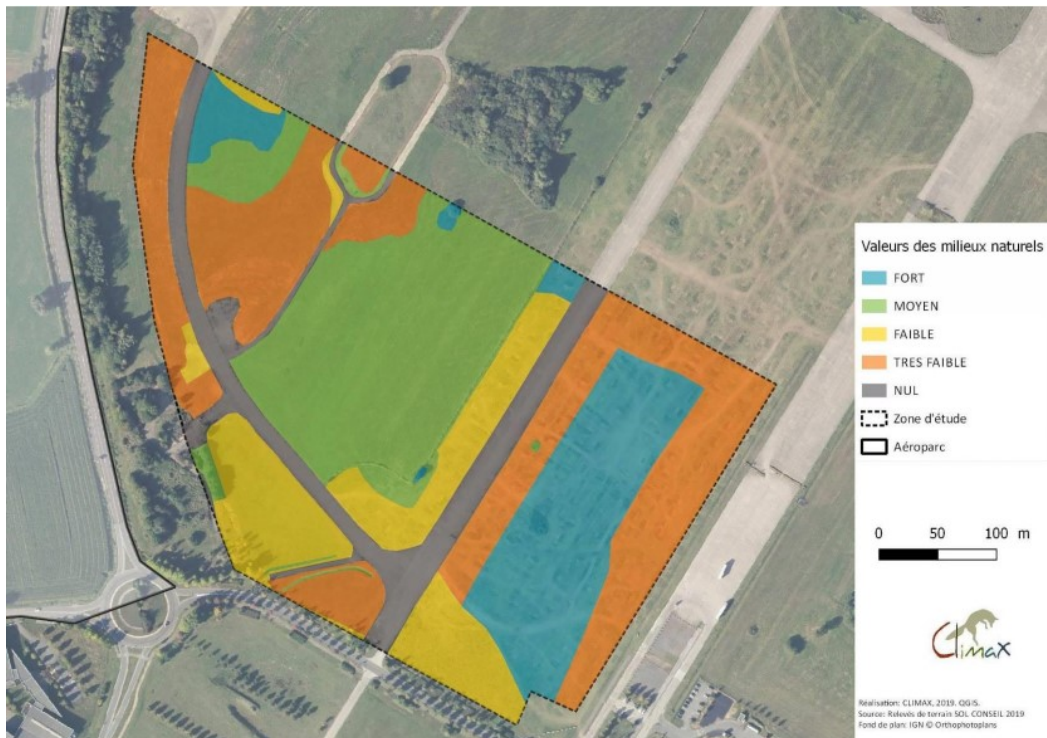 Valeurs des milieux naturels
FORT
MOYEN
FAIBLE
TRES FAIBLE
NUL
Zone d'étude
Aéroparc
0 50 100 m
Climax
Réalisation: CLIMAX, 2019. QGIS.
Source: Relevés de terrain SOL CONSEIL 2019
Fond de plan: IGN © Orthophotoplans